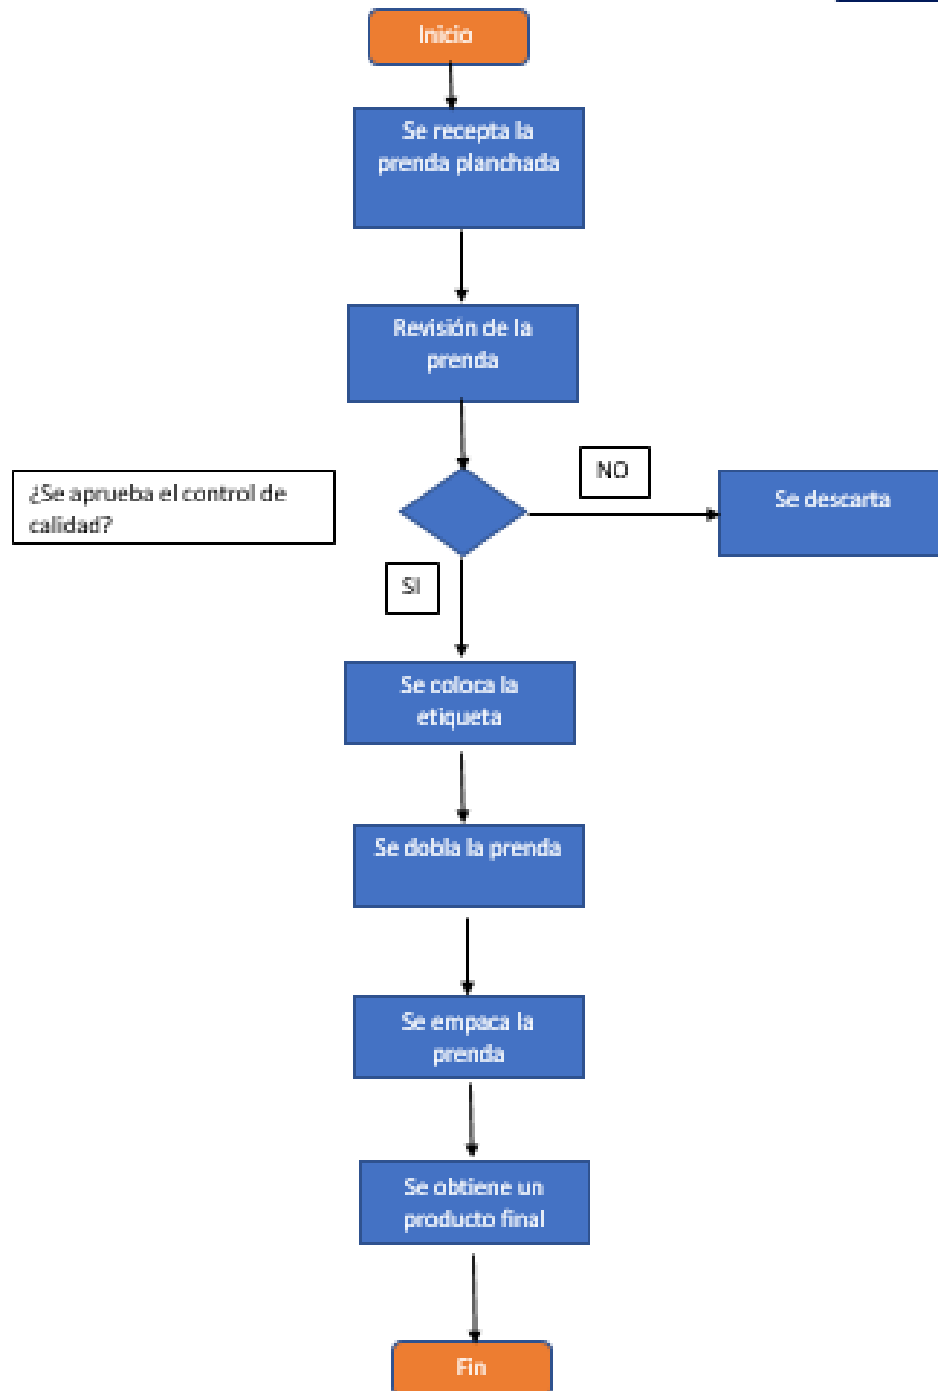 Inicio
Se recepta la
prenda planchada
Revisión de la
prenda
¿Se aprueba el control de
calidad?
NO
Se descarta
SI
Se coloca la
etiqueta
Se dobla la prenda
Se empaca la
prenda
Se obtiene un
producto final
Fin